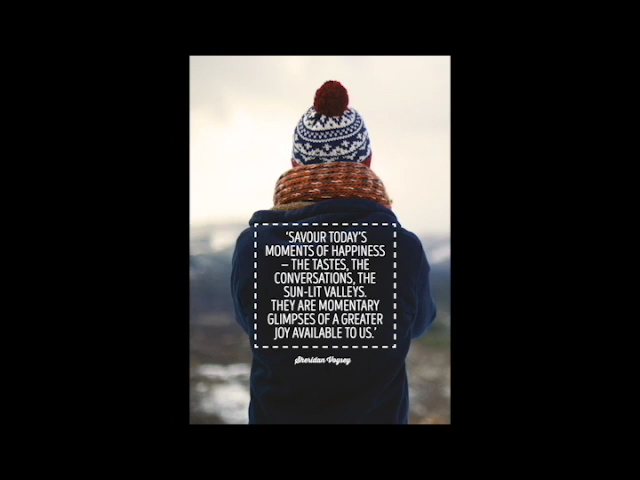 ‘SAVOUR TODAY’S
MOMENTS OF HAPPINESS
– THE TASTES, THE
CONVERSATIONS, THE
SUN-LIT VALLEYS.
THEY ARE MOMENTARY
GLIMPSES OF A GREATER
JOY AVAILABLE TO US.’
Sheridan Voysey